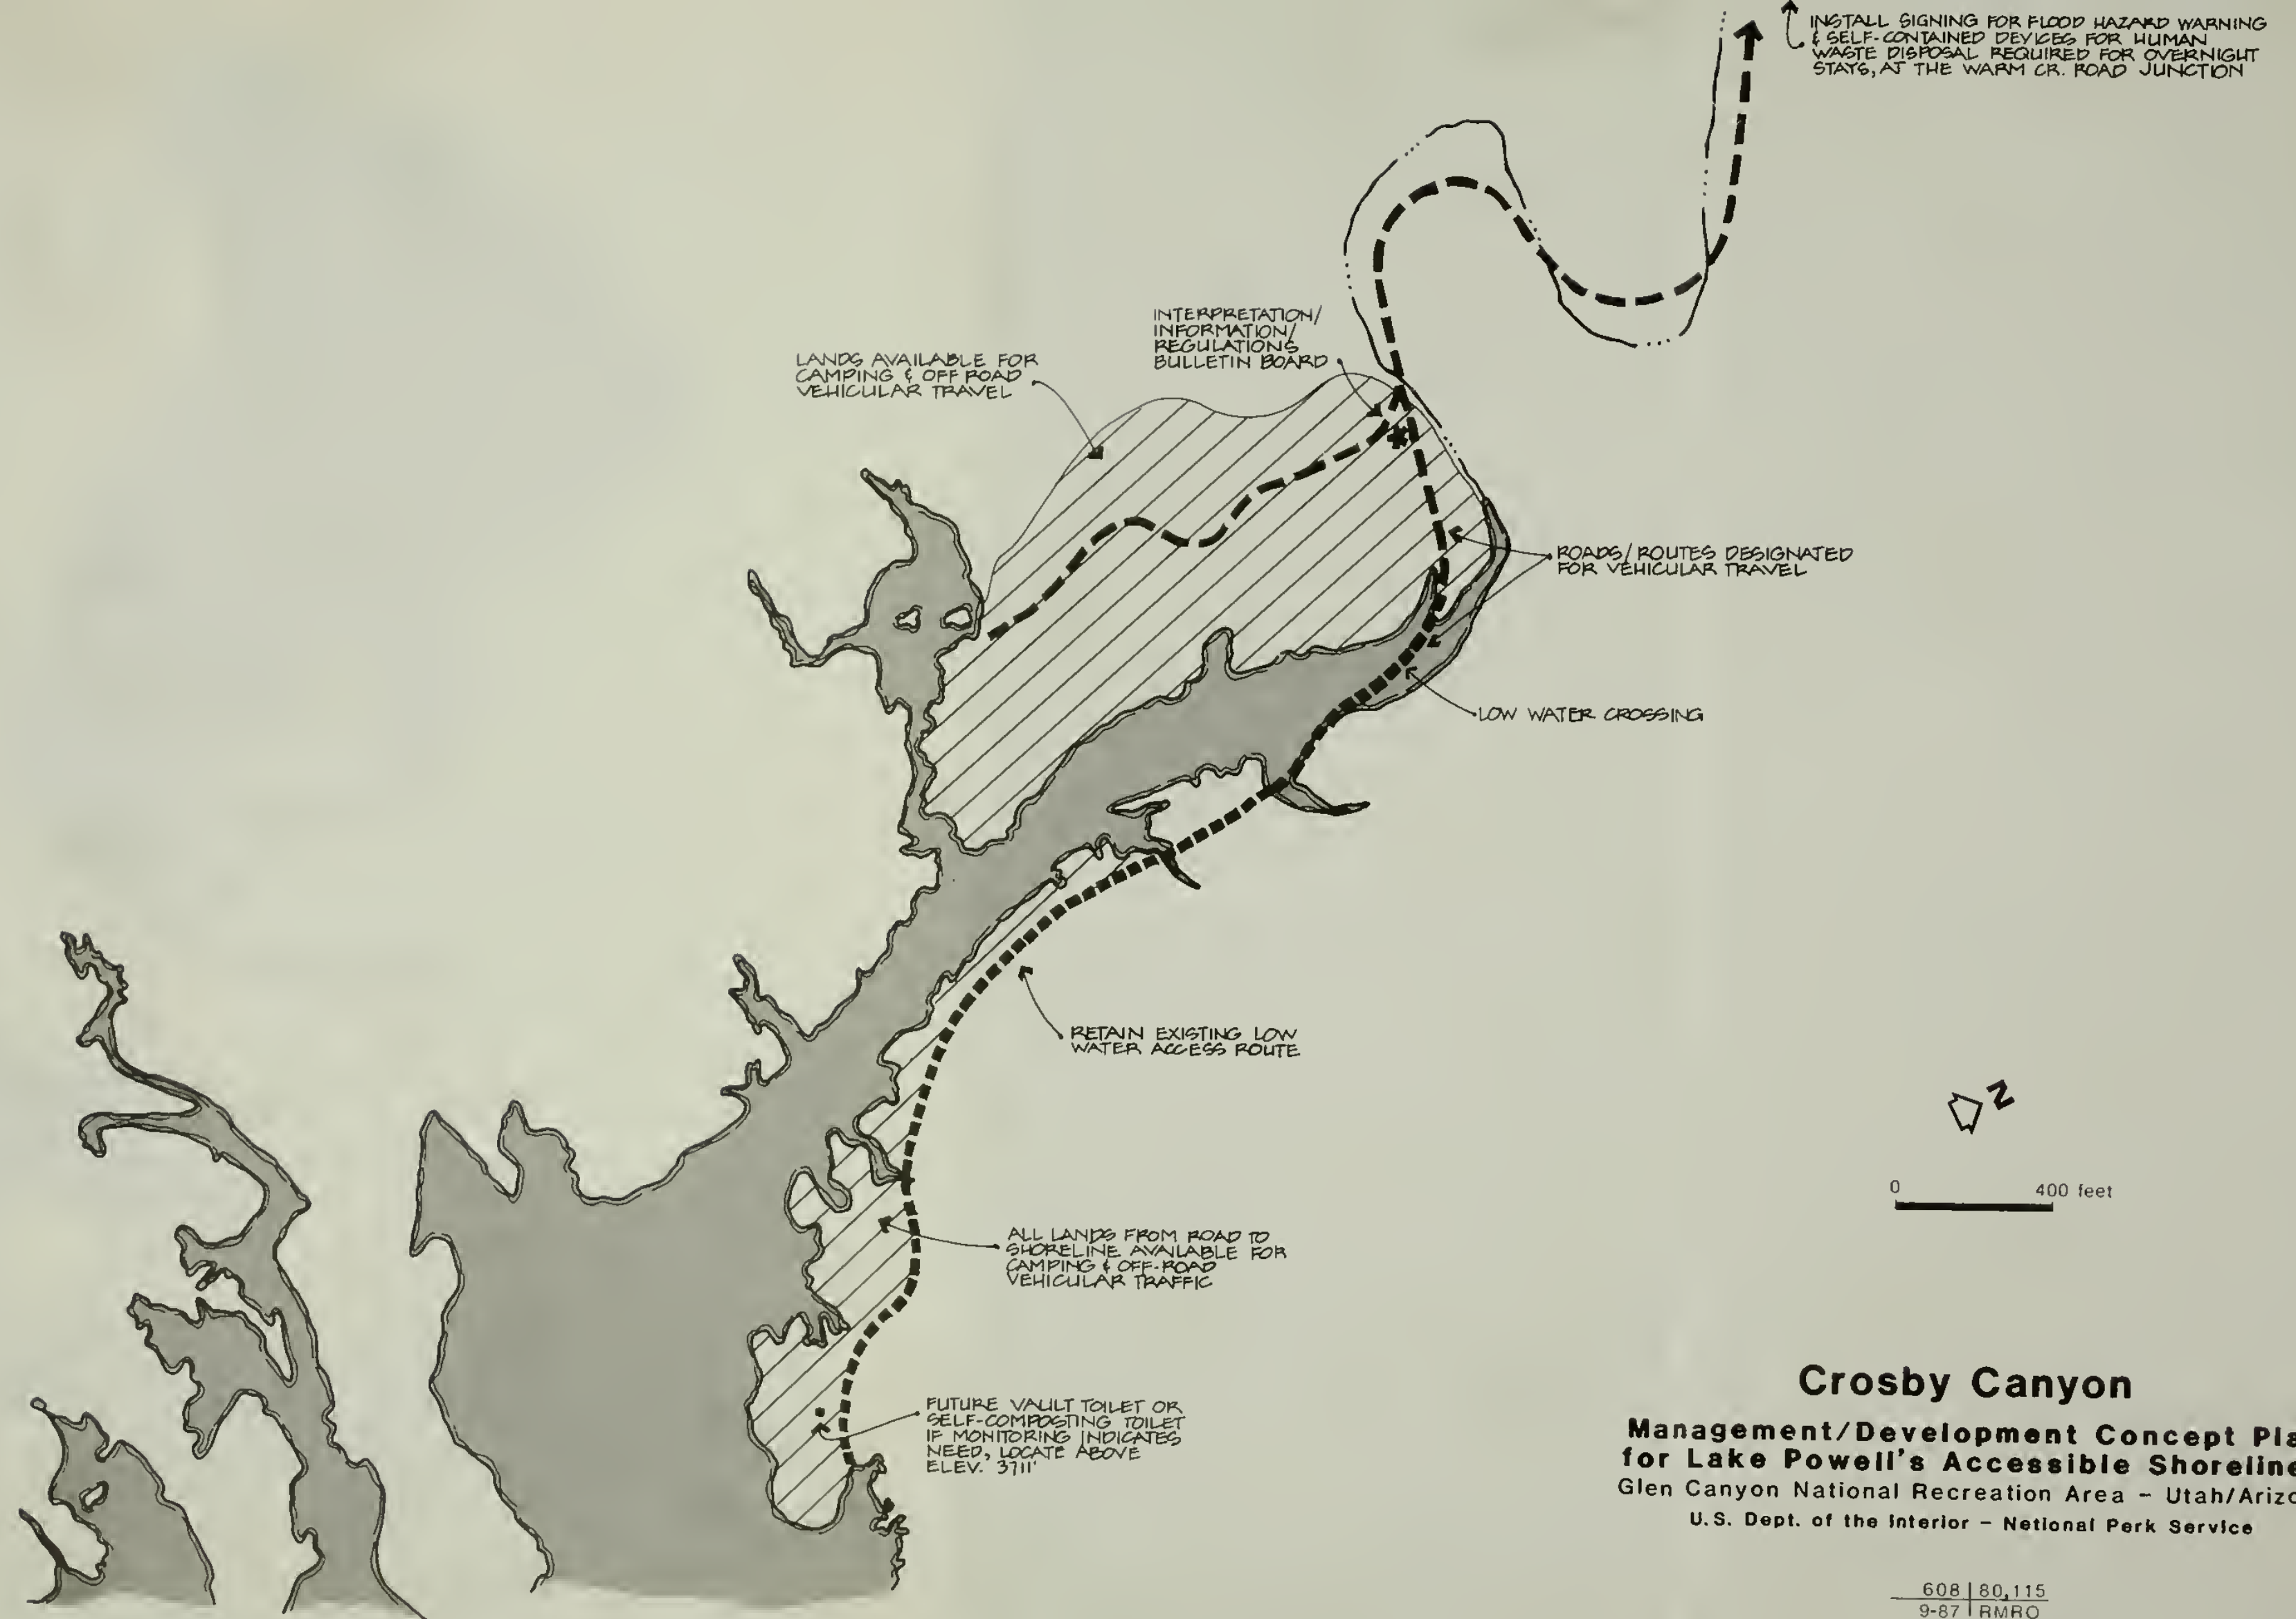 INSTALL SIGNING FOR FLOOD HAZARD WARNING
& SELF-CONTAINED DEVICES FOR HUMAN
WASTE DISPOSAL REQUIRED FOR OVERNIGHT
STAYS, AT THE WARM CR. ROAD JUNCTION
INTERPRETATION/
INFORMATION/
REGULATIONS
BULLETIN BOARD
LANDS AVAILABLE FOR
CAMPING & OFF ROAD
VEHICULAR TRAVEL
ROADS/ROUTES DESIGNATED
FOR VEHICULAR TRAVEL
LOW WATER CROSSING
RETAIN EXISTING LOW
WATER ACCESS ROUTE
N
0 400 feet
ALL LANDS FROM ROAD TO
SHORELINE AVAILABLE FOR
CAMPING & OFF-ROAD
VEHICULAR TRAFFIC
FUTURE VAULT TOILET OR
SELF-COMPOSTING TOILET
IF MONITORING INDICATES
NEED, LOCATE ABOVE
ELEV. 3711'
Crosby Canyon
Management/Development Concept Pla
for Lake Powell's Accessible Shoreline
Glen Canyon National Recreation Area - Utah/Arizo
U.S. Dept. of the Interior - Netional Perk Service
608 | 80,115
9-87 | RMRO